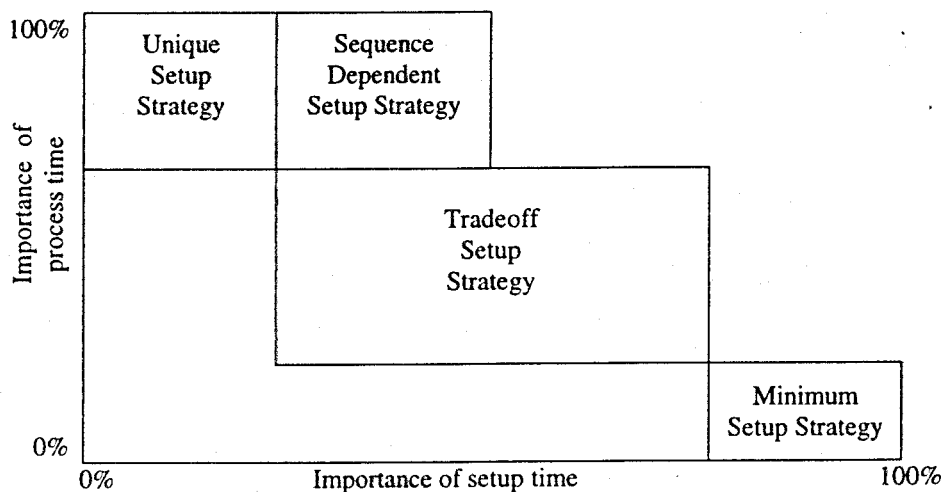 100%
Unique
Setup
Strategy
Sequence
Dependent
Setup Strategy
Importance of
process time
Tradeoff
Setup
Strategy
Minimum
Setup Strategy
0%
0%
Importance of setup time
100%